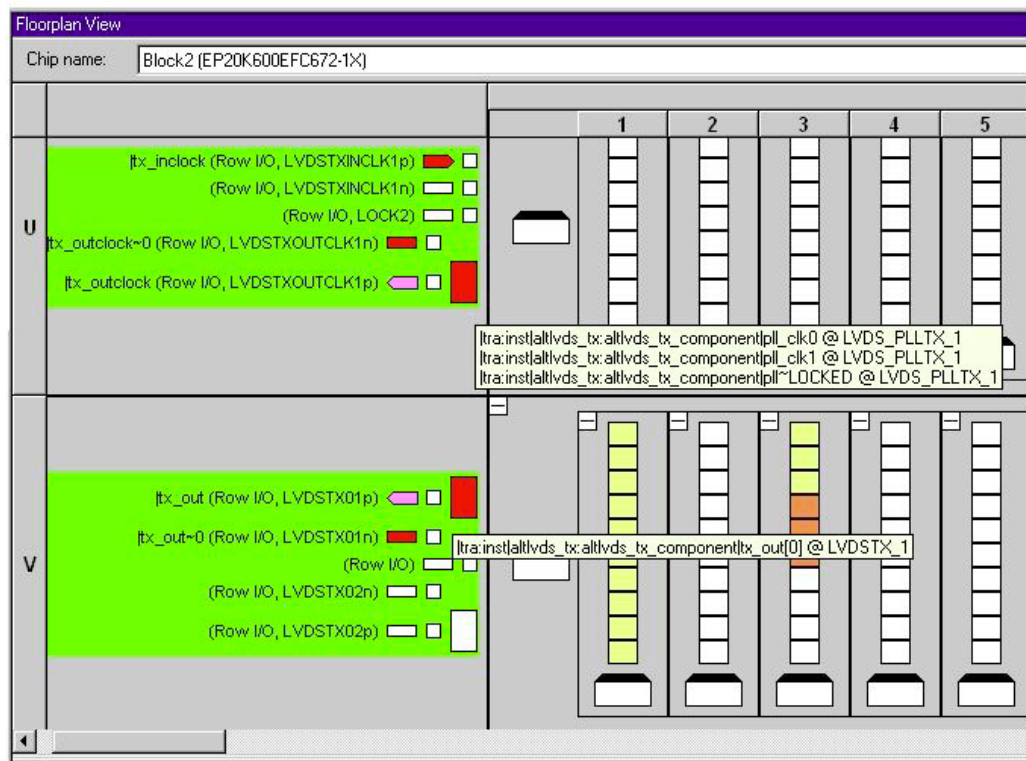 Floorplan View
Chip name: Block2 (EP20K600EFC672-1X)
1 2 3 4 5
U
|tx_inclock (Row I/O, LVDSTXINCLK1p)
(Row I/O, LVDSTXINCLK1n)
(Row I/O, LOCK2)
|tx_outclock~0 (Row I/O, LVDSTXOUTCLK1n)
|tx_outclock (Row I/O, LVDSTXOUTCLK1p)
|tra:inst|altlvds_tx:altlvds_tx_component|pll_clk0 @ LVDS_PLLTX_1
|tra:inst|altlvds_tx:altlvds_tx_component|pll_clk1 @ LVDS_PLLTX_1
|tra:inst|altlvds_tx:altlvds_tx_component|pll~LOCKED @ LVDS_PLLTX_1
V
|tx_out (Row I/O, LVDSTX01p)
|tx_out~0 (Row I/O, LVDSTX01n)
|tra:inst|altlvds_tx:altlvds_tx_component|tx_out[0] @ LVDSTX_1
(Row I/O)
(Row I/O, LVDSTX02n)
(Row I/O, LVDSTX02p)